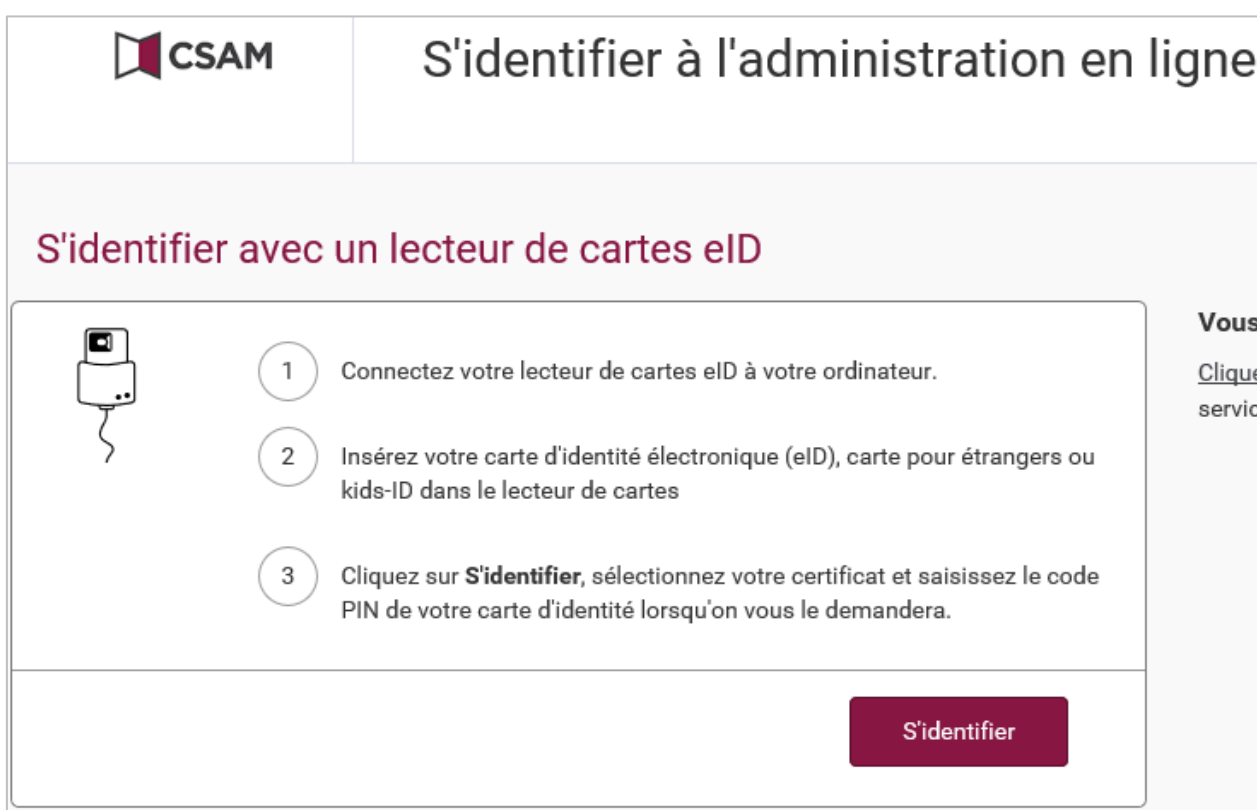 CSAM
S'identifier à l'administration en ligne
S'identifier avec un lecteur de cartes eID
1 Connectez votre lecteur de cartes eID à votre ordinateur.
2 Insérez votre carte d'identité électronique (eID), carte pour étrangers ou
kids-ID dans le lecteur de cartes
3 Cliquez sur S'identifier, sélectionnez votre certificat et saisissez le code
PIN de votre carte d'identité lorsqu'on vous le demandera.
S'identifier
Vous